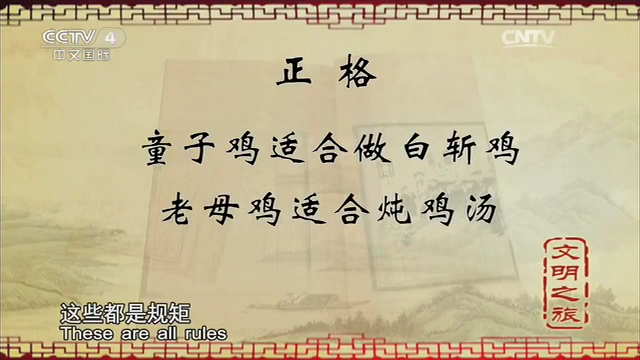 CCTV 4
中文国际
CNTV
正格
童子鸡适合做白斩鸡
老母鸡适合炖鸡汤
文明之旅
这些都是规矩
These are all rules